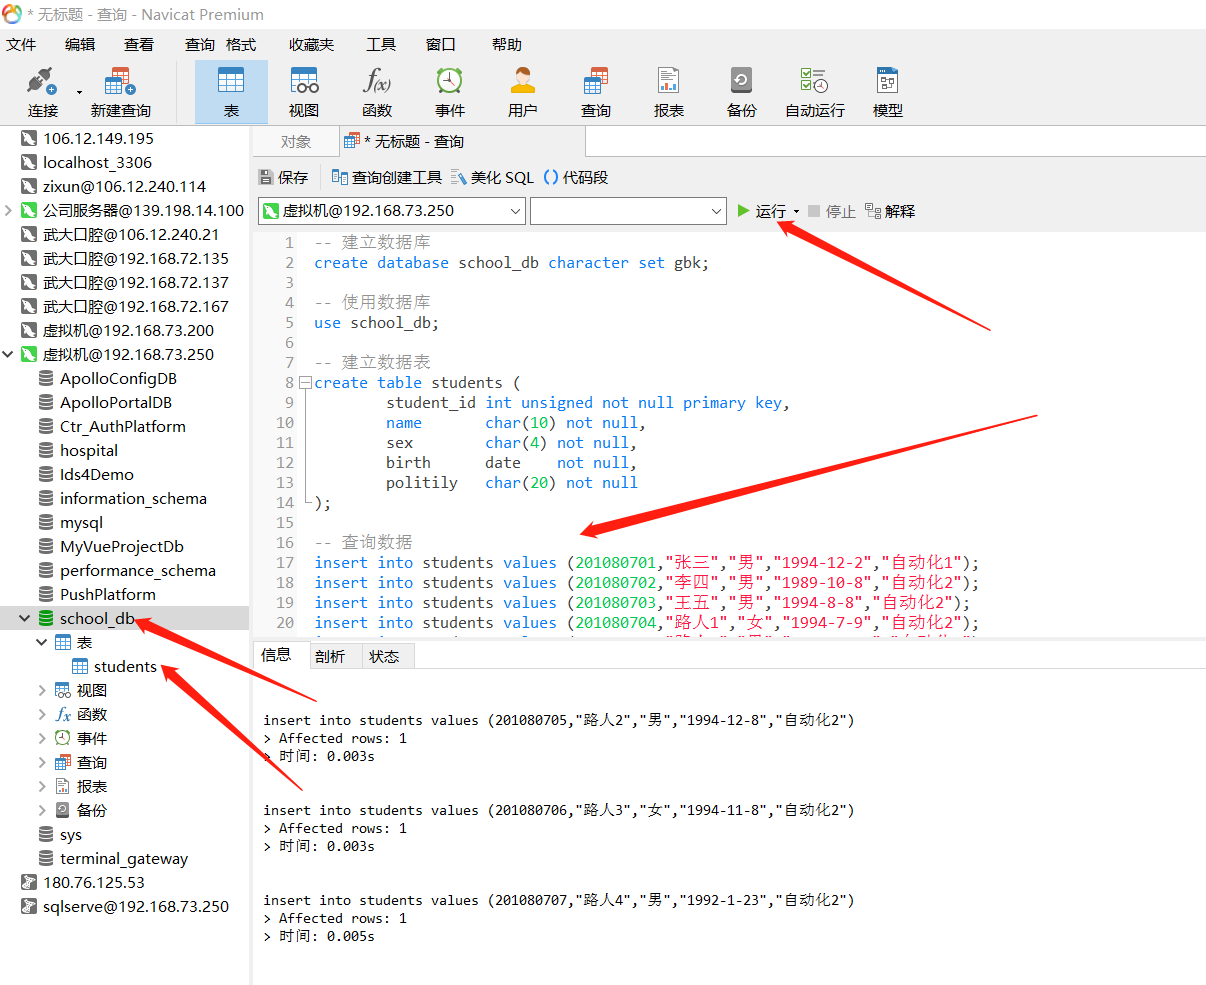 * 无标题 - 查询 - Navicat Premium
文件 编辑 查看 查询 格式 收藏夹 工具 窗口 帮助
连接 新建查询 表 视图 函数 事件 用户 查询 报表 备份 自动运行 模型
106.12.149.195
localhost_3306
zixun@106.12.240.114
公司服务器@139.198.14.100
武大口腔@106.12.240.21
武大口腔@192.168.72.135
武大口腔@192.168.72.137
武大口腔@192.168.72.167
虚拟机@192.168.73.200
虚拟机@192.168.73.250
ApolloConfigDB
ApolloPortalDB
Ctr_AuthPlatform
hospital
Ids4Demo
information_schema
mysql
MyVueProjectDb
performance_schema
PushPlatform
school_db
表
students
视图
函数
事件
查询
报表
备份
sys
terminal_gateway
180.76.125.53
sqlserve@192.168.73.250
对象 * 无标题 - 查询
保存 查询创建工具 美化 SQL () 代码段
虚拟机@192.168.73.250 运行 停止 解释
1 -- 建立数据库
2 create database school_db character set gbk;
3
4 -- 使用数据库
5 use school_db;
6
7 -- 建立数据表
8 create table students (
9 student_id int unsigned not null primary key,
10 name char(10) not null,
11 sex char(4) not null,
12 birth date not null,
13 politily char(20) not null
14 );
15
16 -- 查询数据
17 insert into students values (201080701,"张三","男","1994-12-2","自动化1");
18 insert into students values (201080702,"李四","男","1989-10-8","自动化2");
19 insert into students values (201080703,"王五","男","1994-8-8","自动化2");
20 insert into students values (201080704,"路人1","女","1994-7-9","自动化2");
信息 剖析 状态
insert into students values (201080705,"路人2","男","1994-12-8","自动化2")
> Affected rows: 1
> 时间: 0.003s
insert into students values (201080706,"路人3","女","1994-11-8","自动化2")
> Affected rows: 1
> 时间: 0.003s
insert into students values (201080707,"路人4","男","1992-1-23","自动化2")
> Affected rows: 1
> 时间: 0.005s